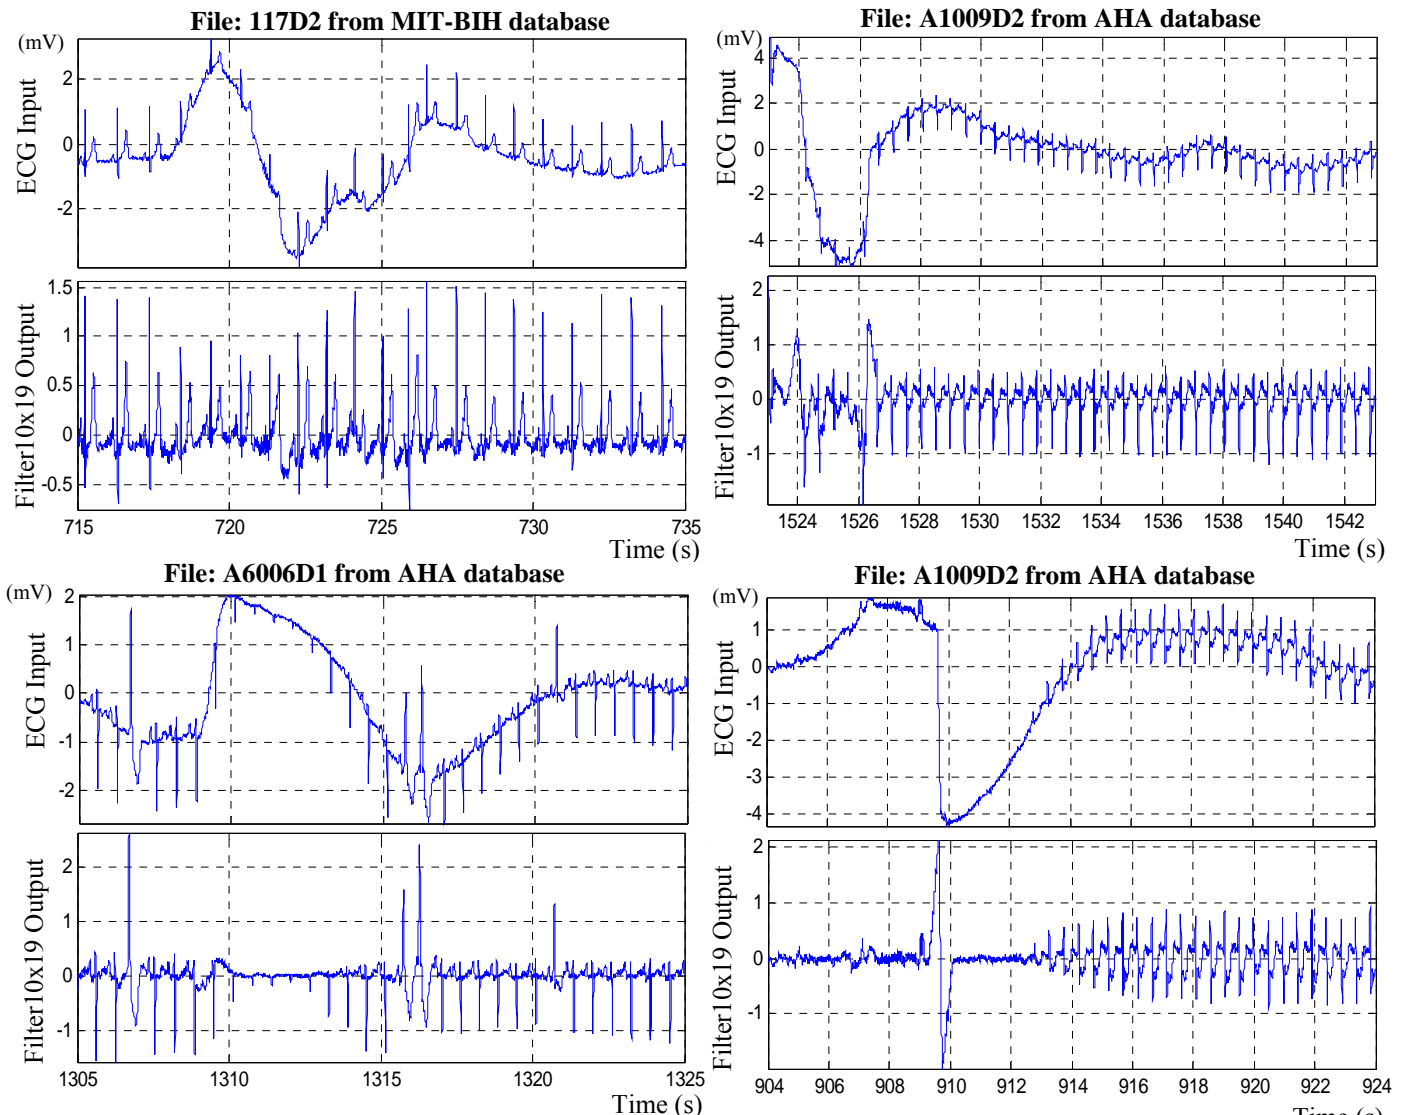 File: 117D2 from MIT-BIH database
(mV)
ECG Input
2
0
-2
Filter10x19 Output
1.5
1
0.5
0
-0.5
715 720 725 730 735
Time (s)
File: A1009D2 from AHA database
(mV)
ECG Input
4
2
0
-2
-4
Filter10x19 Output
2
1
0
-1
1524 1526 1528 1530 1532 1534 1536 1538 1540 1542
Time (s)
File: A6006D1 from AHA database
(mV)
ECG Input
2
1
0
-1
-2
Filter10x19 Output
2
1
0
-1
1305 1310 1315 1320 1325
Time (s)
File: A1009D2 from AHA database
(mV)
ECG Input
1
0
-1
-2
-3
-4
Filter10x19 Output
2
1
0
-1
904 906 908 910 912 914 916 918 920 922 924
Time (s)